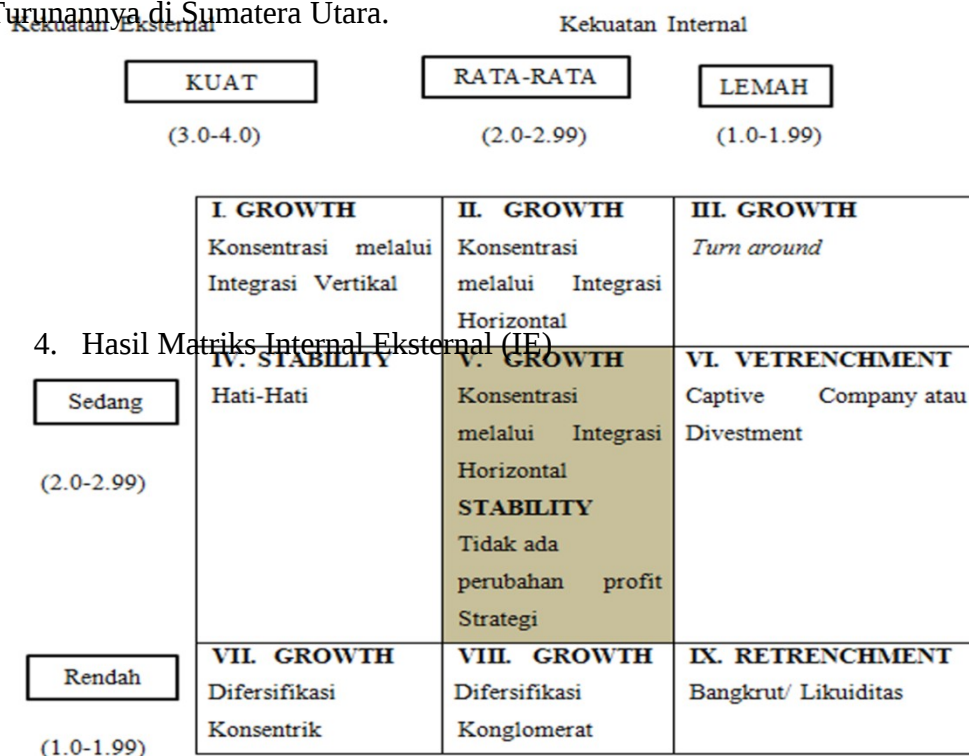 Turunannya di Sumatera Utara.
Kekuatan Eksternal
Kekuatan Internal
KUAT
RATA-RATA
LEMAH
(3.0-4.0)
(2.0-2.99)
(1.0-1.99)
I. GROWTH
Konsentrasi melalui
Integrasi Vertikal
II. GROWTH
Konsentrasi
melalui Integrasi
Horizontal
III. GROWTH
Turn around
4. Hasil Matriks Internal Eksternal (IE)
Sedang
(2.0-2.99)
IV. STABILITY
Hati-Hati
V. GROWTH
Konsentrasi
melalui Integrasi
Horizontal
STABILITY
Tidak ada
perubahan profit
Strategi
VI. VETRENCHMENT
Captive Company atau
Divestment
Rendah
(1.0-1.99)
VII. GROWTH
Difersifikasi
Konsentrik
VIII. GROWTH
Difersifikasi
Konglomerat
IX. RETRENCHMENT
Bangkrut/ Likuiditas